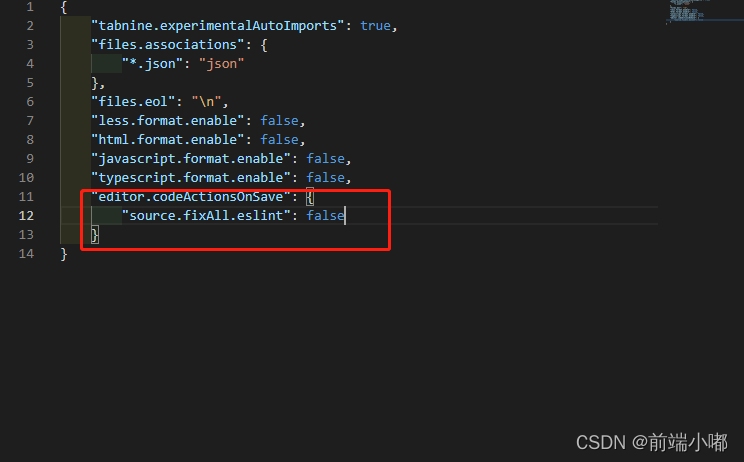 1 {
2 "tabnine.experimentalAutoImports": true,
3 "files.associations": {
4 "*.json": "json"
5 },
6 "files.eol": "\n",
7 "less.format.enable": false,
8 "html.format.enable": false,
9 "javascript.format.enable": false,
10 "typescript.format.enable": false,
11 "editor.codeActionsOnSave": {
12 "source.fixAll.eslint": false
13 }
14 }
CSDN @前端小嘟